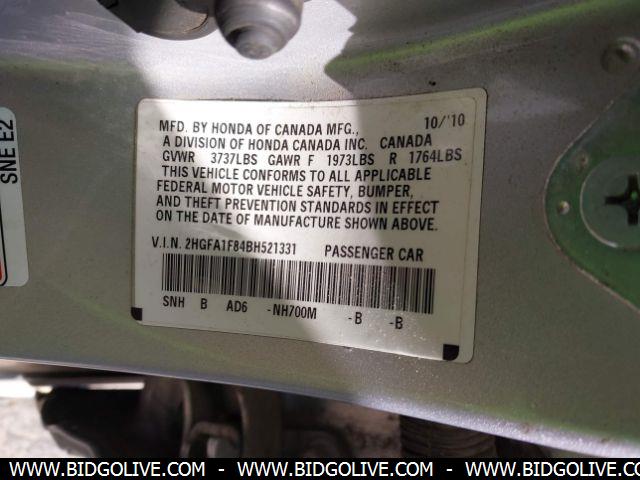 SNE E2
MFD. BY HONDA OF CANADA MFG., 10/'10
A DIVISION OF HONDA CANADA INC. CANADA
GVWR 3737LBS GAWR F 1973LBS R 1764LBS
THIS VEHICLE CONFORMS TO ALL APPLICABLE
FEDERAL MOTOR VEHICLE SAFETY, BUMPER,
AND THEFT PREVENTION STANDARDS IN EFFECT
ON THE DATE OF MANUFACTURE SHOWN ABOVE.
V.I.N. 2HGFA1F84BH521331 PASSENGER CAR
SNH B AD6 -NH700M -B -B
WWW.BIDGOLIVE.COM - WWW.BIDGOLIVE.COM - WWW.BIDGOLIVE.COM